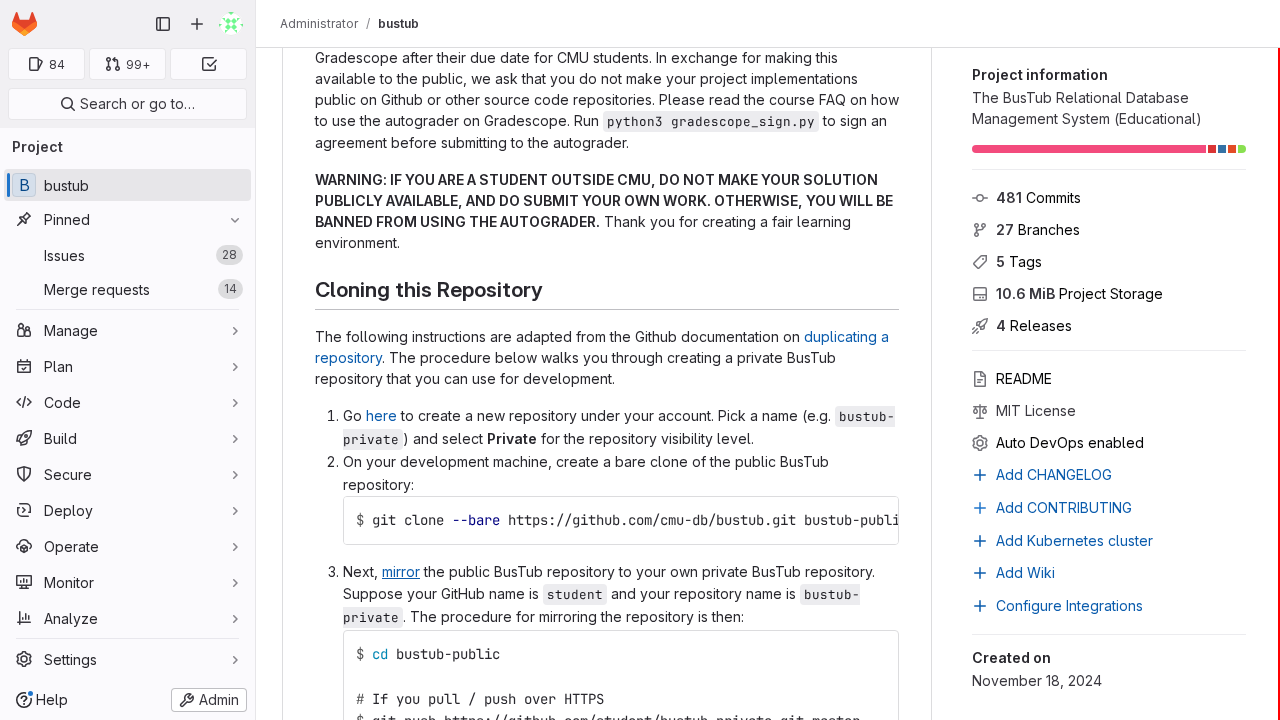 Administrator / bustub
84
99+
Search or go to…
Project
B bustub
Pinned
Issues 28
Merge requests 14
Manage
Plan
Code
Build
Secure
Deploy
Operate
Monitor
Analyze
Settings
Help
Admin
Gradescope after their due date for CMU students. In exchange for making this
available to the public, we ask that you do not make your project implementations
public on Github or other source code repositories. Please read the course FAQ on how
to use the autograder on Gradescope. Run python3 gradescope_sign.py to sign an
agreement before submitting to the autograder.
WARNING: IF YOU ARE A STUDENT OUTSIDE CMU, DO NOT MAKE YOUR SOLUTION
PUBLICLY AVAILABLE, AND DO SUBMIT YOUR OWN WORK. OTHERWISE, YOU WILL BE
BANNED FROM USING THE AUTOGRADER. Thank you for creating a fair learning
environment.
Cloning this Repository
The following instructions are adapted from the Github documentation on duplicating a
repository. The procedure below walks you through creating a private BusTub
repository that you can use for development.
1. Go here to create a new repository under your account. Pick a name (e.g. bustub-
private) and select Private for the repository visibility level.
2. On your development machine, create a bare clone of the public BusTub
repository:
$ git clone --bare https://github.com/cmu-db/bustub.git bustub-publi
3. Next, mirror the public BusTub repository to your own private BusTub repository.
Suppose your GitHub name is student and your repository name is bustub-
private. The procedure for mirroring the repository is then:
$ cd bustub-public
# If you pull / push over HTTPS
$ git push https://github.com/student/bustub-private.git master
Project information
The BusTub Relational Database
Management System (Educational)
481 Commits
27 Branches
5 Tags
10.6 MiB Project Storage
4 Releases
README
MIT License
Auto DevOps enabled
Add CHANGELOG
Add CONTRIBUTING
Add Kubernetes cluster
Add Wiki
Configure Integrations
Created on
November 18, 2024